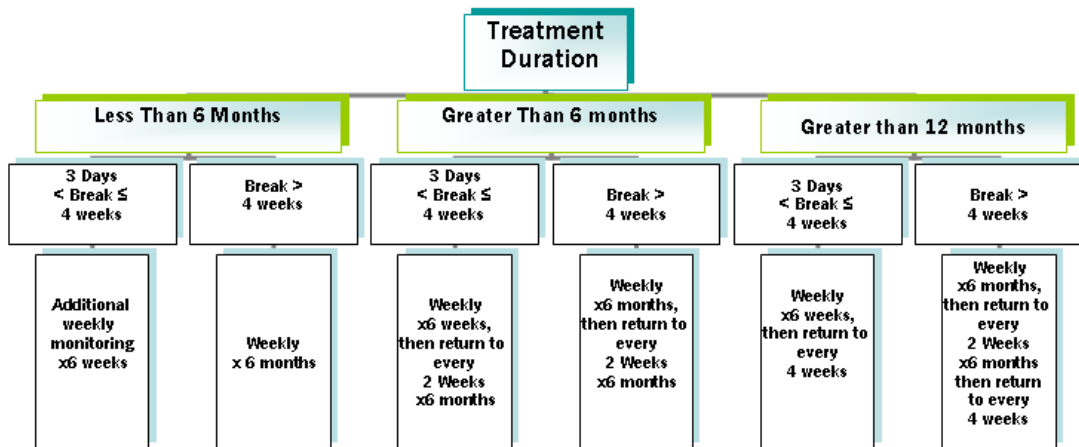 Treatment
Duration
Less Than 6 Months
Greater Than 6 months
Greater than 12 months
3 Days
< Break ≤
4 weeks
Break >
4 weeks
3 Days
< Break ≤
4 weeks
Break >
4 weeks
3 Days
< Break ≤
4 weeks
Break >
4 weeks
Additional
weekly
monitoring
x6 weeks
Weekly
x 6 months
Weekly
x6 weeks,
then return to
every
2 Weeks
x6 months
Weekly
x6 months,
then return to
every
2 Weeks
x6 months
Weekly
x6 weeks,
then return to
every
4 weeks
Weekly
x6 months,
then return to
every
2 Weeks
x6 months
then return
to every
4 weeks